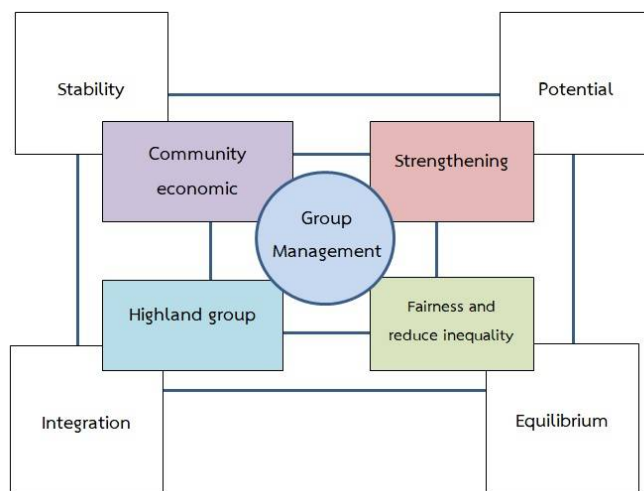 Stability
Potential
Community
economic
Strengthening
Group
Management
Highland group
Fairness and
reduce inequality
Integration
Equilibrium